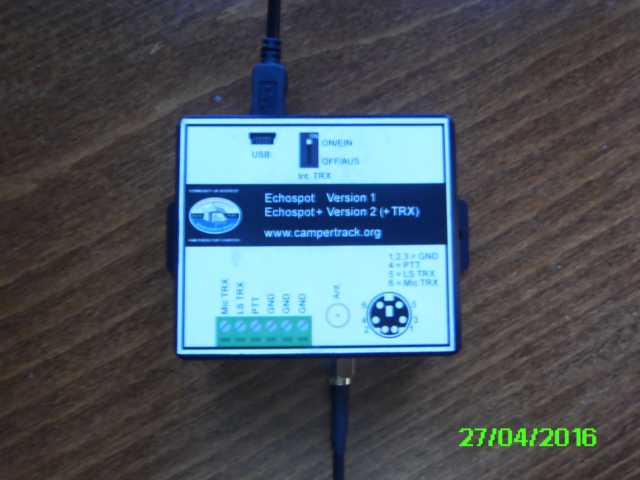 ON
ON/EIN
USB:
OFF/AUS
Int. TRX
Echospot Version 1
Echospot+ Version 2 (+TRX)
www.campertrack.org
1,2,3 = GND
4 = PTT
5 = LS TRX
6 = Mic TRX
Mic TRX
LS TRX
PTT
GND
GND
GND
Ant.
27/04/2016